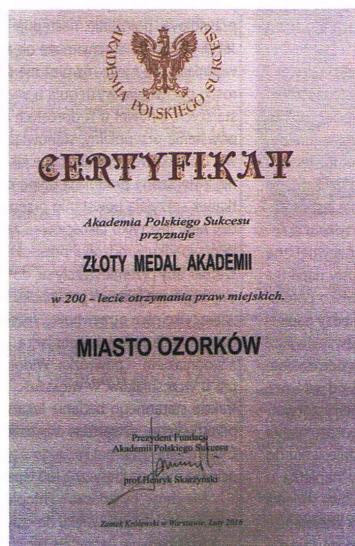 AKADEMIA POLSKIEGO SUKCESU
CERTYFIKAT
Akademia Polskiego Sukcesu
przyznaje
ZŁOTY MEDAL AKADEMII
w 200 - lecie otrzymania praw miejskich.
MIASTO OZORKÓW
Prezydent Fundacji
Akademii Polskiego Sukcesu
prof. Henryk Skarżyński
Zamek Królewski w Warszawie, Luty 2016